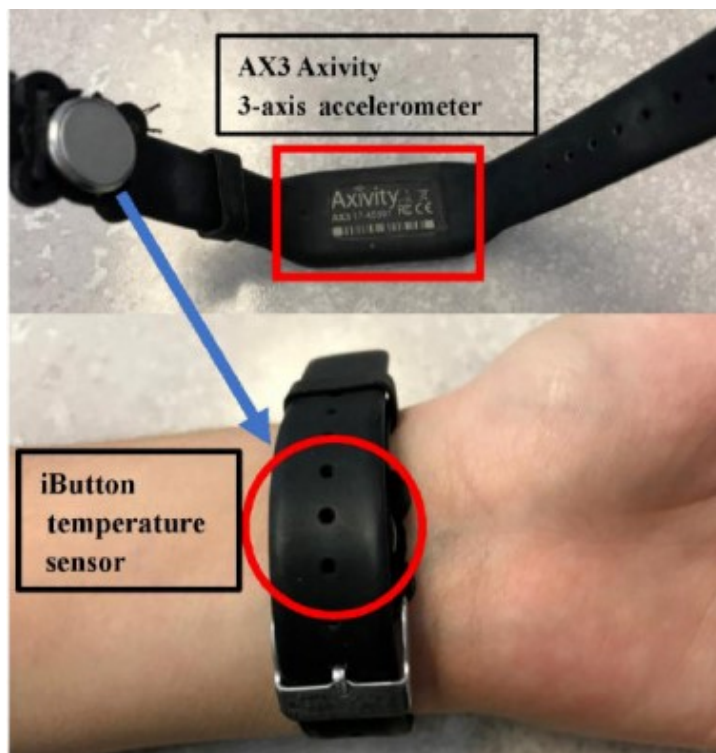 AX3 Axivity
3-axis accelerometer
Axivity
iButton
temperature
sensor